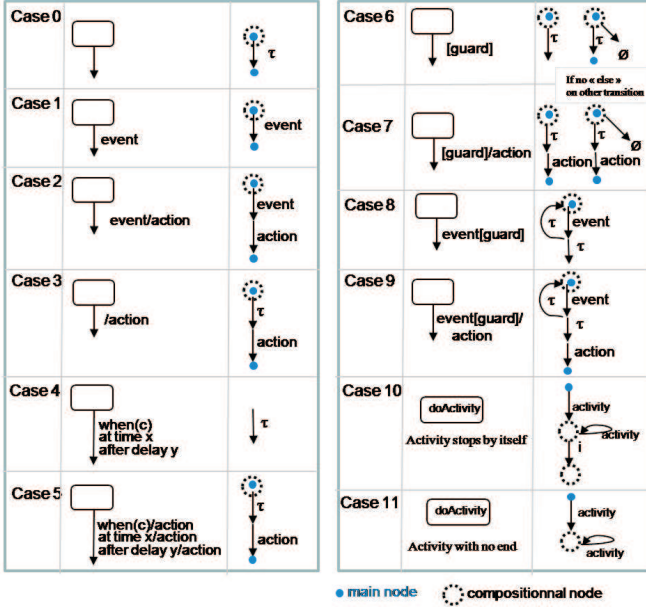 Case 0
τ
Case 1
event
event
Case 2
event/action
event
action
Case 3
/action
τ
action
Case 4
when(c)
at time x
after delay y
τ
Case 5
when(c)/action
at time x/action
after delay y/action
τ
action
Case 6
[guard]
τ
τ
Ø
If no « else »
on other transition
Case 7
[guard]/action
τ
τ
Ø
action
action
Case 8
event[guard]
τ
event
τ
Case 9
event[guard]/
action
τ
event
τ
action
Case 10
doActivity
Activity stops by itself
activity
activity
i
Case 11
doActivity
Activity with no end
activity
activity
main node
compositionnal node